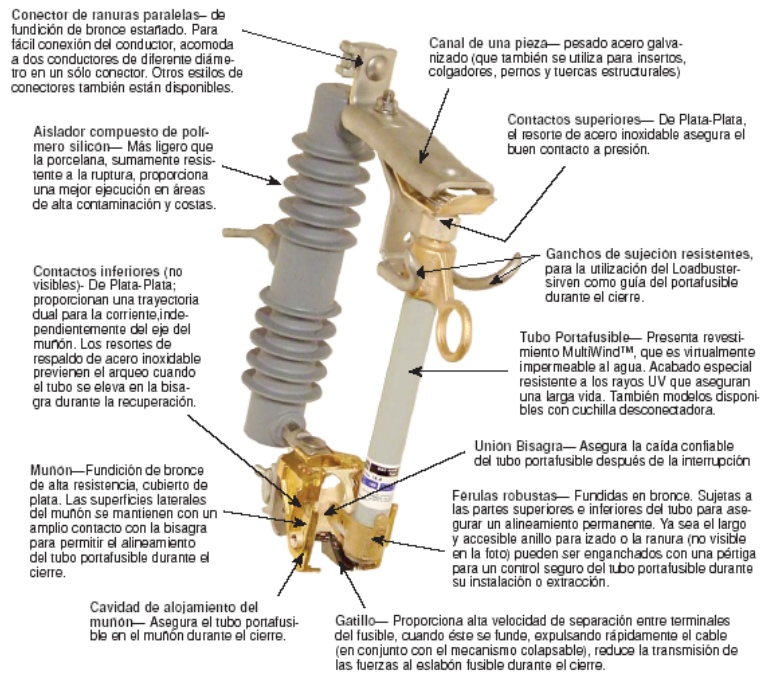 Conector de ranuras paralelas— de
fundición de bronce estañado. Para
fácil conexión del conductor, acomoda
a dos conductores de diferente diáme-
tro en un sólo conector. Otros estilos de
conectores también están disponibles.
Canal de una pieza— pesado acero galva-
nizado (que también se utiliza para insertos,
colgadores, pernos y tuercas estructurales)
Contactos superiores— De Plata-Plata,
el resorte de acero inoxidable asegura el
buen contacto a presión.
Aislador compuesto de polí-
mero silicón— Más ligero que
la porcelana, sumamente resis-
tente a la ruptura, proporciona
una mejor ejecución en áreas
de alta contaminación y costas.
Ganchos de sujeción resistentes,
para la utilización del Loadbuster-
sirven como guía del portafusible
durante el cierre.
Contactos inferiores (no
visibles)- De Plata-Plata;
proporcionan una trayectoria
dual para la corriente,inde-
pendientemente del eje del
muñón. Los resortes de
respaldo de acero inoxidable
previenen el arqueo cuando
el tubo se eleva en la bisa-
gra durante la recuperación.
Tubo Portafusible— Presenta revesti-
miento MultiWind™, que es virtualmente
impermeable al agua. Acabado especial
resistente a los rayos UV que aseguran
una larga vida. También modelos disponi-
bles con cuchilla desconectadora.
Unión Bisagra— Asegura la caída confiable
del tubo portafusible después de la interrupción
Muñón—Fundición de bronce
de alta resistencia, cubierto de
plata. Las superficies laterales
del muñón se mantienen con un
amplio contacto con la bisagra
para permitir el alineamiento
del tubo portafusible durante el
cierre.
Férulas robustas— Fundidas en bronce. Sujetas a
las partes superiores e inferiores del tubo para ase-
gurar un alineamiento permanente. Ya sea el largo
y accesible anillo para izado o la ranura (no visible
en la foto) pueden ser enganchados con una pértiga
para un control seguro del tubo portafusible durante
su instalación o extracción.
Cavidad de alojamiento del
muñón— Asegura el tubo portafusi-
ble en el muñón durante el cierre.
Gatillo— Proporciona alta velocidad de separación entre terminales
del fusible, cuando éste se funde, expulsando rápidamente el cable
(en conjunto con el mecanismo colapsable), reduce la transmisión de
las fuerzas al eslabón fusible durante el cierre.